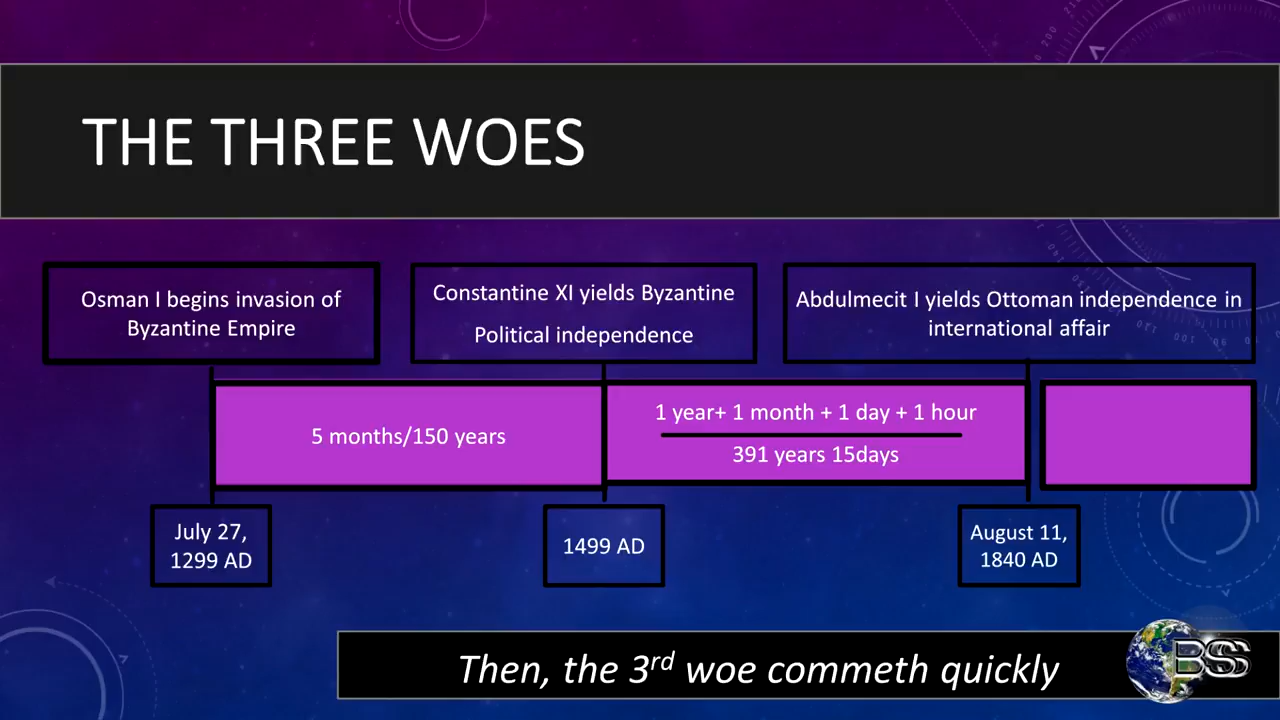 THE THREE WOES
Osman I begins invasion of
Byzantine Empire
Constantine XI yields Byzantine
Political independence
Abdulmecit I yields Ottoman independence in
international affair
5 months/150 years
1 year+ 1 month + 1 day + 1 hour
391 years 15days
July 27,
1299 AD
1499 AD
August 11,
1840 AD
Then, the 3rd woe commeth quickly
BSS